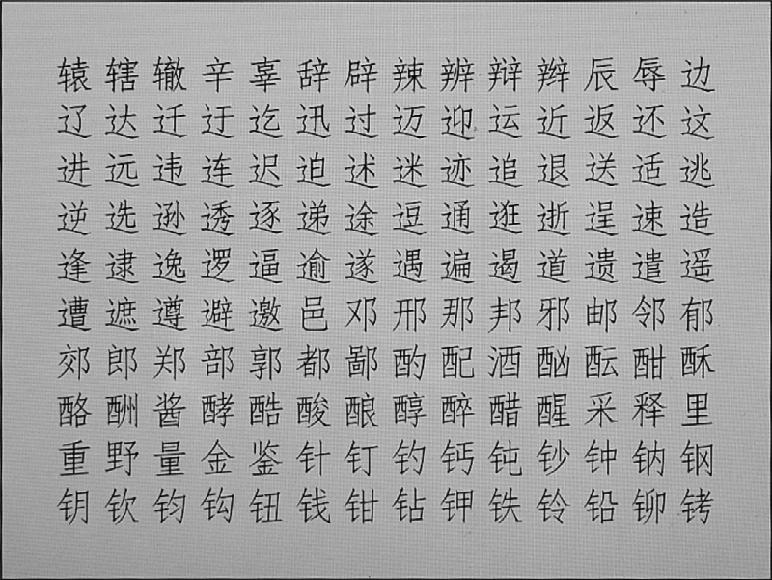 辕辖辙辛辜辞辟辣辨辩辫辰辱边
辽达迁迂迄迅过迈迎运近返还这
进远违连迟迫述迷迹追退送适逃
逆选逊透逐递途逗通逛逝逞速造
逢逮逸逻逼逾遂遇遍遏道遗遣遥
遭遮遵避邀邑邓邢那邦邪邮邻郁
郊郎郑部郭都鄙酌配酒酗酝酣酥
酪酬酱酵酷酸酿醇醉醋醒采释里
重野量金鉴针钉钓钙钝钞钟钠钢
钥钦钧钩钮钱钳钻钾铁铃铅铆铐